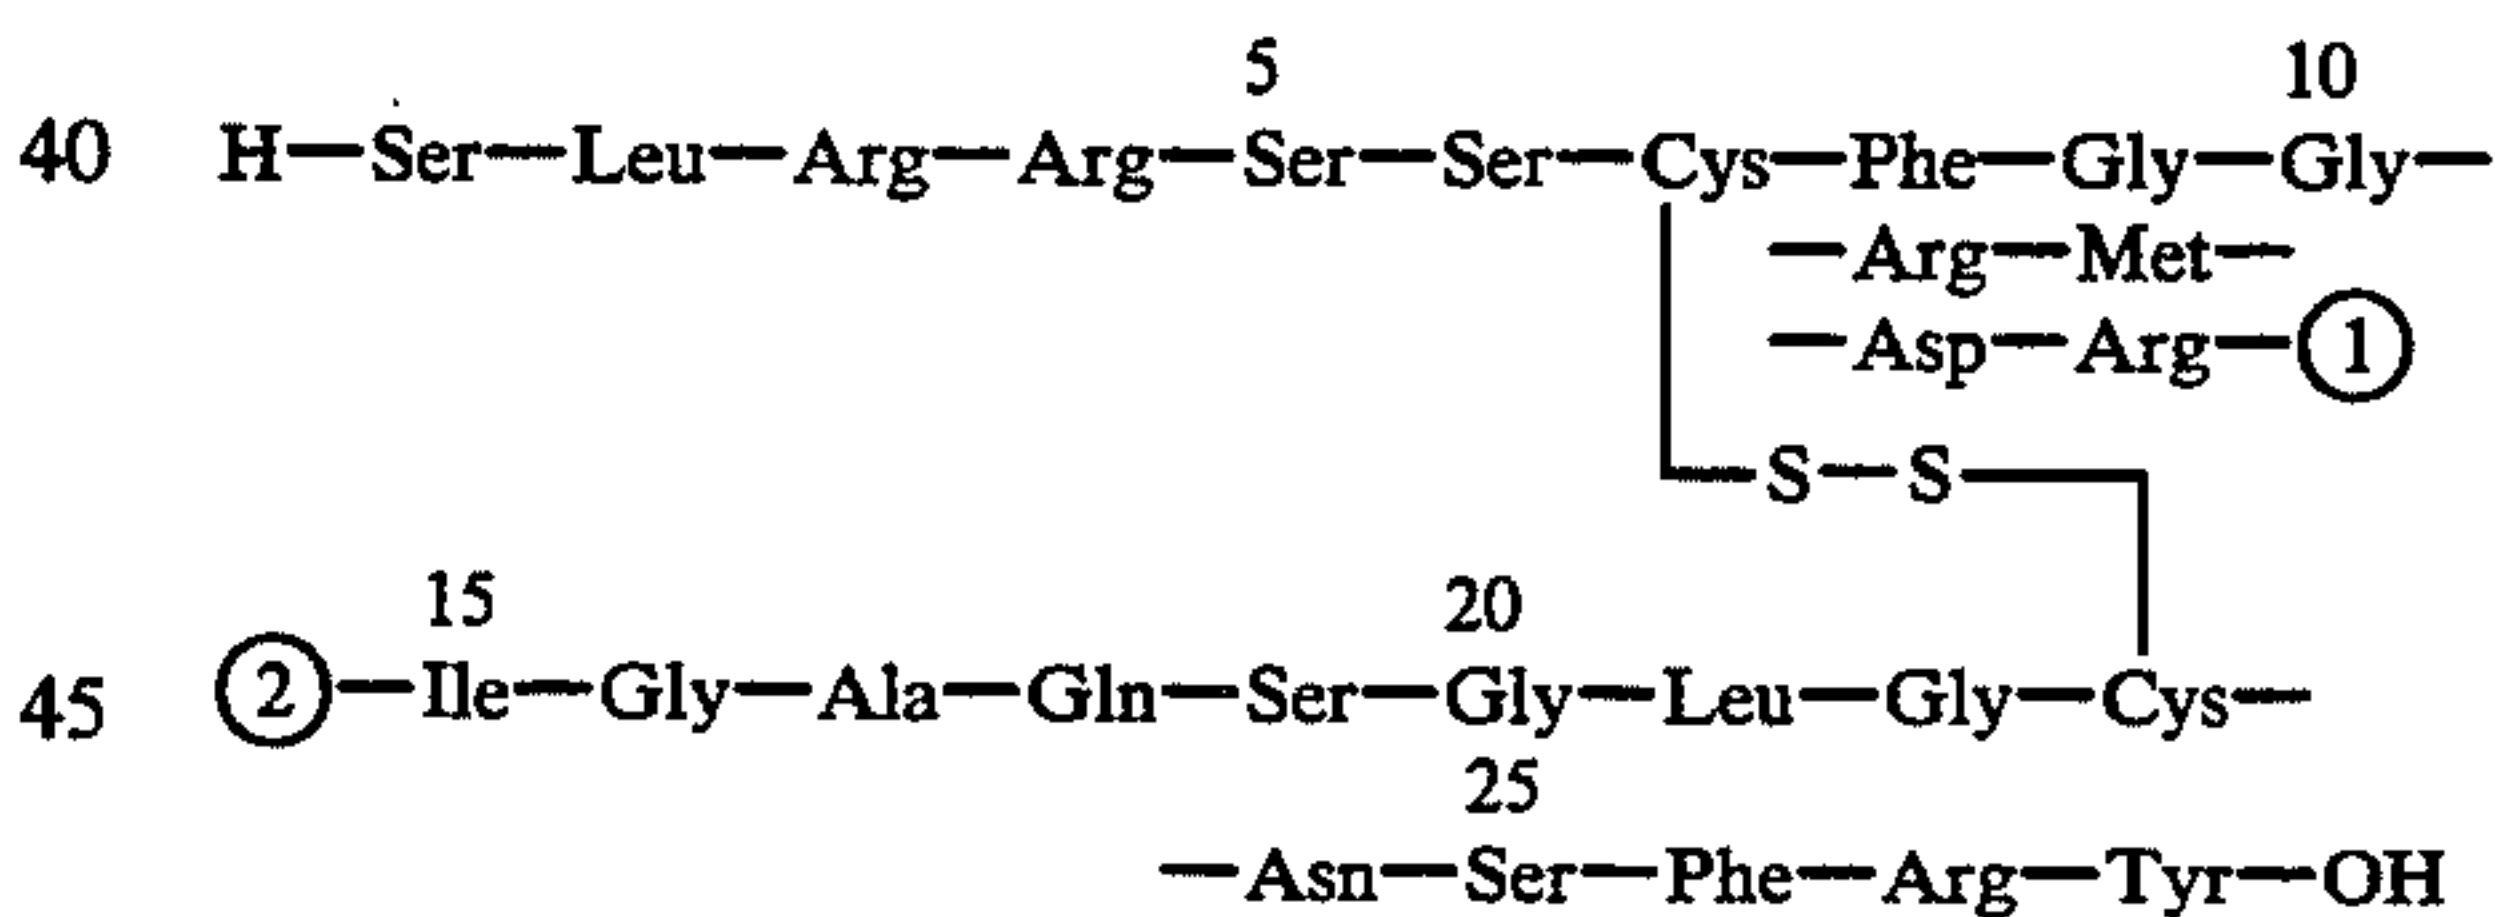 5 10
40 H—Ser—Leu—Arg—Arg—Ser—Ser—Cys—Phe—Gly—Gly—
—Arg—Met—
—Asp—Arg—①
S—S
15 20
45 ②—Ile—Gly—Ala—Gln—Ser—Gly—Leu—Gly—Cys—
25
—Asn—Ser—Phe—Arg—Tyr—OH